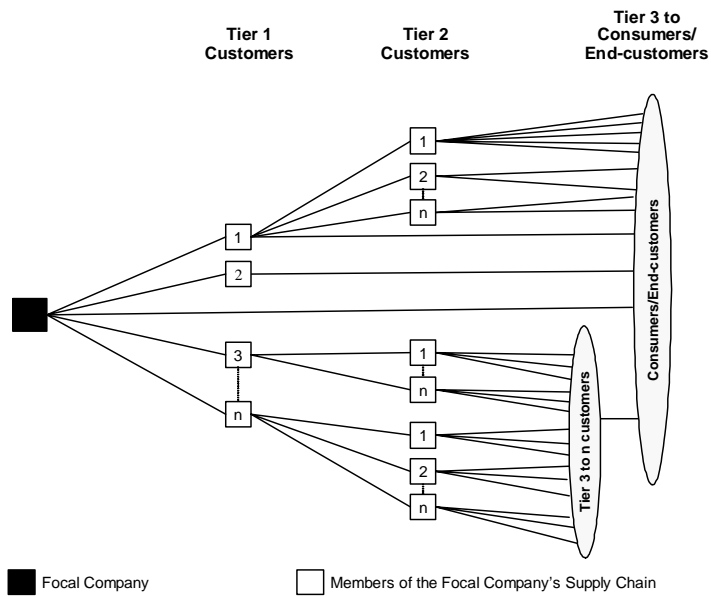 Tier 1
Customers
Tier 2
Customers
Tier 3 to
Consumers/
End-customers
1
2
n
1
2
3
n
1
n
1
2
n
Consumers/End-customers
Tier 3 to n customers
Focal Company
Members of the Focal Company's Supply Chain